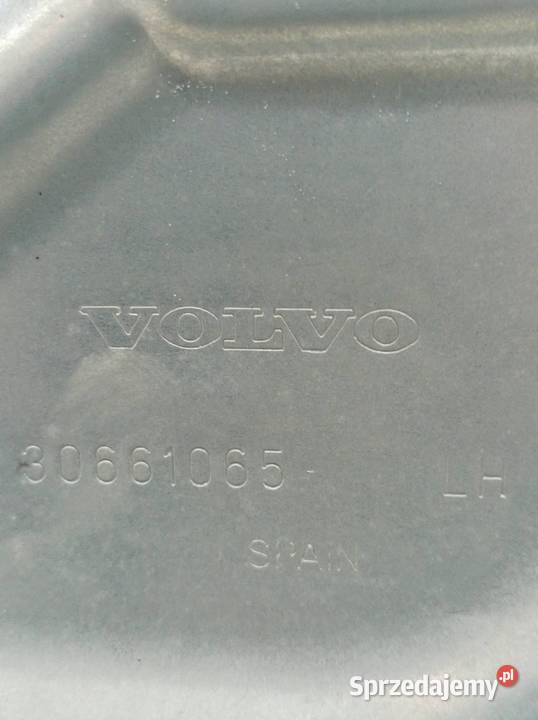 VOLVO
30661065- LH
SPAIN
Sprzedajemy.pl